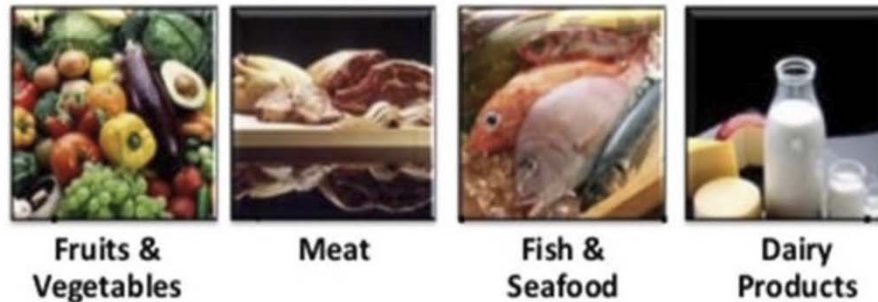 Fruits &
Vegetables
Meat
Fish &
Seafood
Dairy
Products